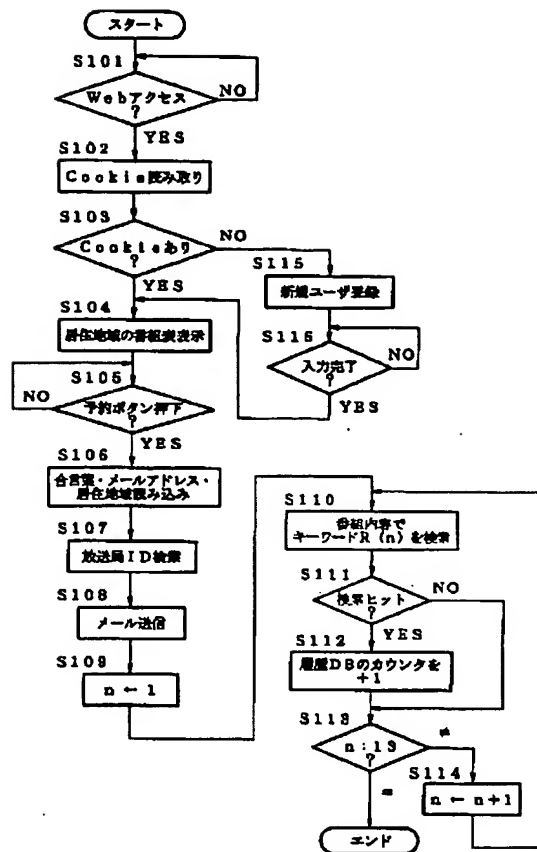 スタート
S101
Webアクセス
?
NO
YES
S102
Cookie読み取り
S103
Cookieあり
?
NO
YES
S115
新規ユーザ登録
S116
入力完了
?
NO
YES
S104
居住地域の番組表表示
S105
予約ボタン押下
?
NO
YES
S106
合言葉・メールアドレス・
居住地域読み込み
S107
放送局ID検索
S108
メール送信
S109
n ← 1
S110
番組内容で
キーワードR(n)を検索
S111
検索ヒット
?
NO
YES
S112
履歴DBのカウンタを
+1
S113
n:13
?
≠
=
S114
n ← n+1
エンド